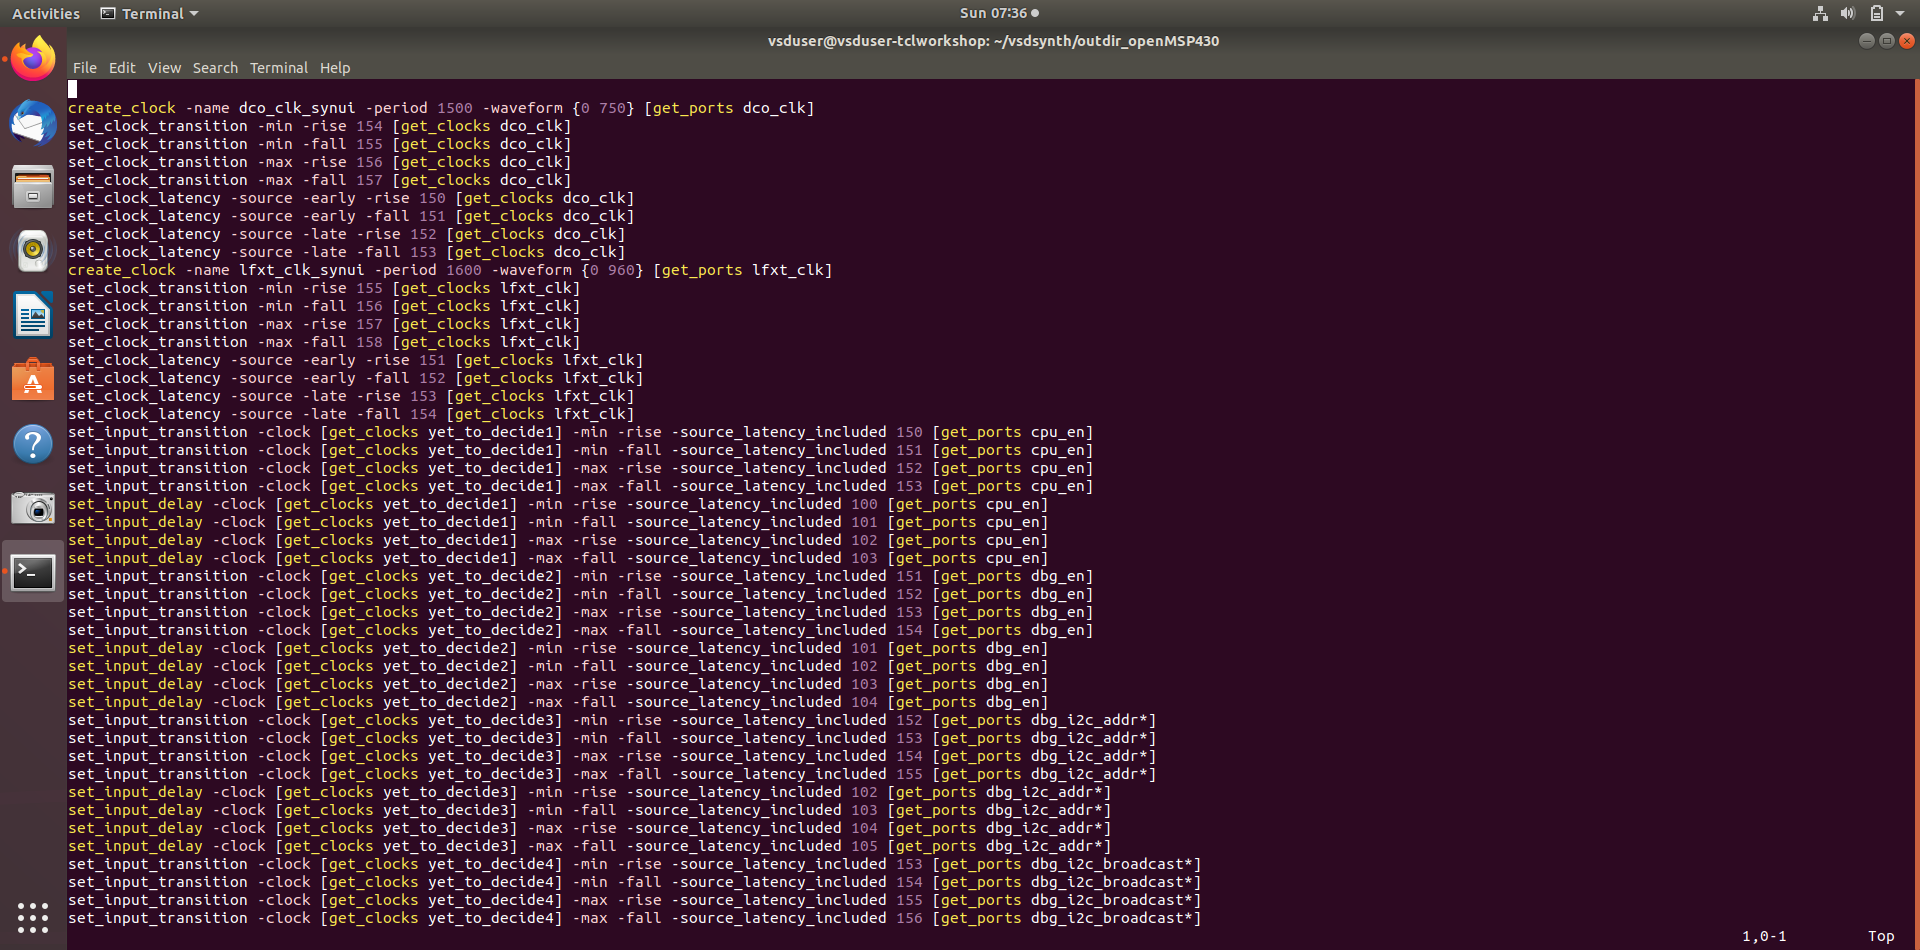 Activities
Terminal
Sun 07:36
vsduser@vsduser-tclworkshop: ~/vsdsynth/outdir_openMSP430
File Edit View Search Terminal Help
create_clock -name dco_clk_synui -period 1500 -waveform {0 750} [get_ports dco_clk]
set_clock_transition -min -rise 154 [get_clocks dco_clk]
set_clock_transition -min -fall 155 [get_clocks dco_clk]
set_clock_transition -max -rise 156 [get_clocks dco_clk]
set_clock_transition -max -fall 157 [get_clocks dco_clk]
set_clock_latency -source -early -rise 150 [get_clocks dco_clk]
set_clock_latency -source -early -fall 151 [get_clocks dco_clk]
set_clock_latency -source -late -rise 152 [get_clocks dco_clk]
set_clock_latency -source -late -fall 153 [get_clocks dco_clk]
create_clock -name lfxt_clk_synui -period 1600 -waveform {0 960} [get_ports lfxt_clk]
set_clock_transition -min -rise 155 [get_clocks lfxt_clk]
set_clock_transition -min -fall 156 [get_clocks lfxt_clk]
set_clock_transition -max -rise 157 [get_clocks lfxt_clk]
set_clock_transition -max -fall 158 [get_clocks lfxt_clk]
set_clock_latency -source -early -rise 151 [get_clocks lfxt_clk]
set_clock_latency -source -early -fall 152 [get_clocks lfxt_clk]
set_clock_latency -source -late -rise 153 [get_clocks lfxt_clk]
set_clock_latency -source -late -fall 154 [get_clocks lfxt_clk]
set_input_transition -clock [get_clocks yet_to_decide1] -min -rise -source_latency_included 150 [get_ports cpu_en]
set_input_transition -clock [get_clocks yet_to_decide1] -min -fall -source_latency_included 151 [get_ports cpu_en]
set_input_transition -clock [get_clocks yet_to_decide1] -max -rise -source_latency_included 152 [get_ports cpu_en]
set_input_transition -clock [get_clocks yet_to_decide1] -max -fall -source_latency_included 153 [get_ports cpu_en]
set_input_delay -clock [get_clocks yet_to_decide1] -min -rise -source_latency_included 100 [get_ports cpu_en]
set_input_delay -clock [get_clocks yet_to_decide1] -min -fall -source_latency_included 101 [get_ports cpu_en]
set_input_delay -clock [get_clocks yet_to_decide1] -max -rise -source_latency_included 102 [get_ports cpu_en]
set_input_delay -clock [get_clocks yet_to_decide1] -max -fall -source_latency_included 103 [get_ports cpu_en]
set_input_transition -clock [get_clocks yet_to_decide2] -min -rise -source_latency_included 151 [get_ports dbg_en]
set_input_transition -clock [get_clocks yet_to_decide2] -min -fall -source_latency_included 152 [get_ports dbg_en]
set_input_transition -clock [get_clocks yet_to_decide2] -max -rise -source_latency_included 153 [get_ports dbg_en]
set_input_transition -clock [get_clocks yet_to_decide2] -max -fall -source_latency_included 154 [get_ports dbg_en]
set_input_delay -clock [get_clocks yet_to_decide2] -min -rise -source_latency_included 101 [get_ports dbg_en]
set_input_delay -clock [get_clocks yet_to_decide2] -min -fall -source_latency_included 102 [get_ports dbg_en]
set_input_delay -clock [get_clocks yet_to_decide2] -max -rise -source_latency_included 103 [get_ports dbg_en]
set_input_delay -clock [get_clocks yet_to_decide2] -max -fall -source_latency_included 104 [get_ports dbg_en]
set_input_transition -clock [get_clocks yet_to_decide3] -min -rise -source_latency_included 152 [get_ports dbg_i2c_addr*]
set_input_transition -clock [get_clocks yet_to_decide3] -min -fall -source_latency_included 153 [get_ports dbg_i2c_addr*]
set_input_transition -clock [get_clocks yet_to_decide3] -max -rise -source_latency_included 154 [get_ports dbg_i2c_addr*]
set_input_transition -clock [get_clocks yet_to_decide3] -max -fall -source_latency_included 155 [get_ports dbg_i2c_addr*]
set_input_delay -clock [get_clocks yet_to_decide3] -min -rise -source_latency_included 102 [get_ports dbg_i2c_addr*]
set_input_delay -clock [get_clocks yet_to_decide3] -min -fall -source_latency_included 103 [get_ports dbg_i2c_addr*]
set_input_delay -clock [get_clocks yet_to_decide3] -max -rise -source_latency_included 104 [get_ports dbg_i2c_addr*]
set_input_delay -clock [get_clocks yet_to_decide3] -max -fall -source_latency_included 105 [get_ports dbg_i2c_addr*]
set_input_transition -clock [get_clocks yet_to_decide4] -min -rise -source_latency_included 153 [get_ports dbg_i2c_broadcast*]
set_input_transition -clock [get_clocks yet_to_decide4] -min -fall -source_latency_included 154 [get_ports dbg_i2c_broadcast*]
set_input_transition -clock [get_clocks yet_to_decide4] -max -rise -source_latency_included 155 [get_ports dbg_i2c_broadcast*]
set_input_transition -clock [get_clocks yet_to_decide4] -max -fall -source_latency_included 156 [get_ports dbg_i2c_broadcast*]
1,0-1 Top